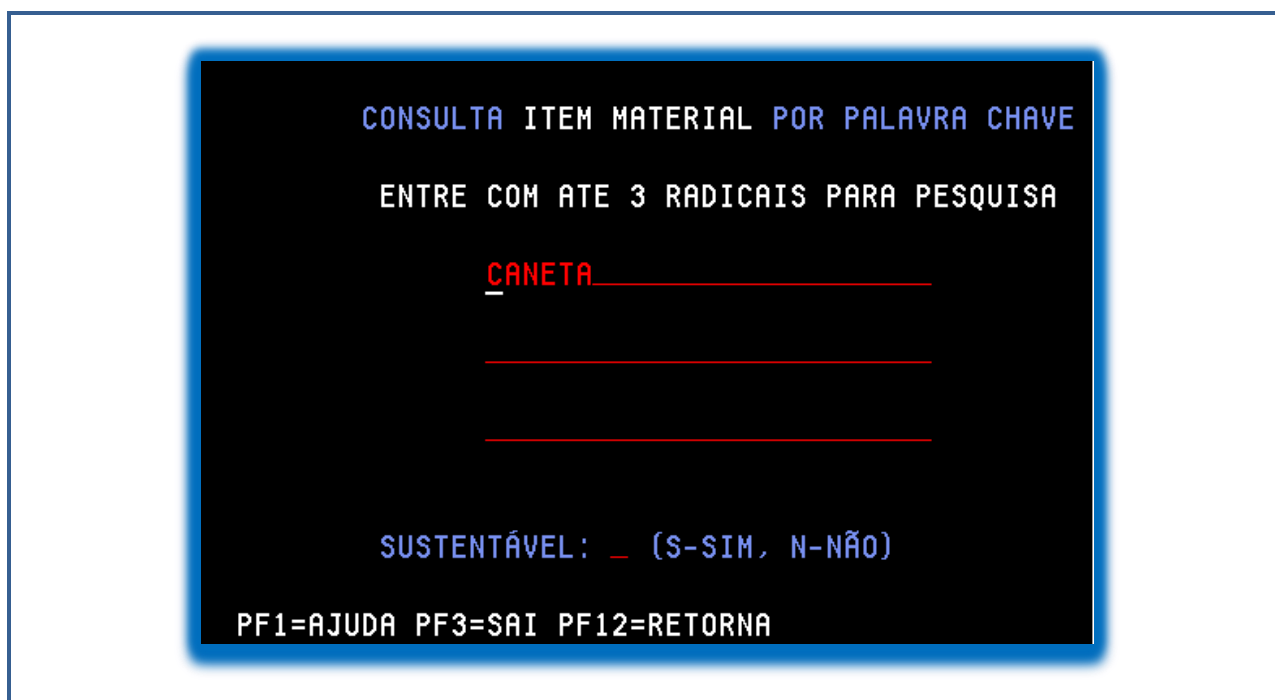 CONSULTA ITEM MATERIAL POR PALAVRA CHAVE
ENTRE COM ATE 3 RADICAIS PARA PESQUISA
CANETA
SUSTENTÁVEL: _ (S-SIM, N-NÃO)
PF1=AJUDA PF3=SAI PF12=RETORNA